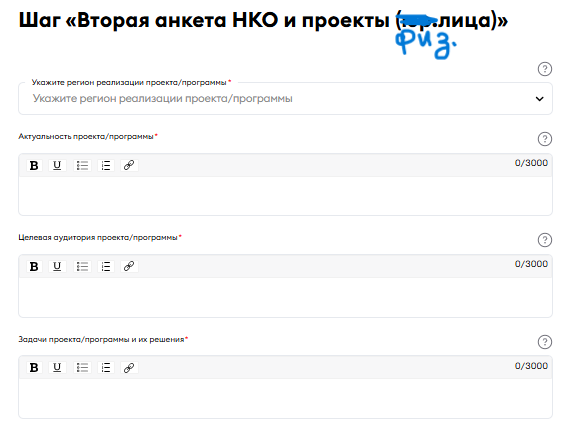 Шаг «Вторая анкета НКО и проекты (юр.лица)»
физ.
Укажите регион реализации проекта/программы*
Укажите регион реализации проекта/программы
Актуальность проекта/программы*
B U 0/3000
Целевая аудитория проекта/программы*
B U 0/3000
Задачи проекта/программы и их решения*
B U 0/3000